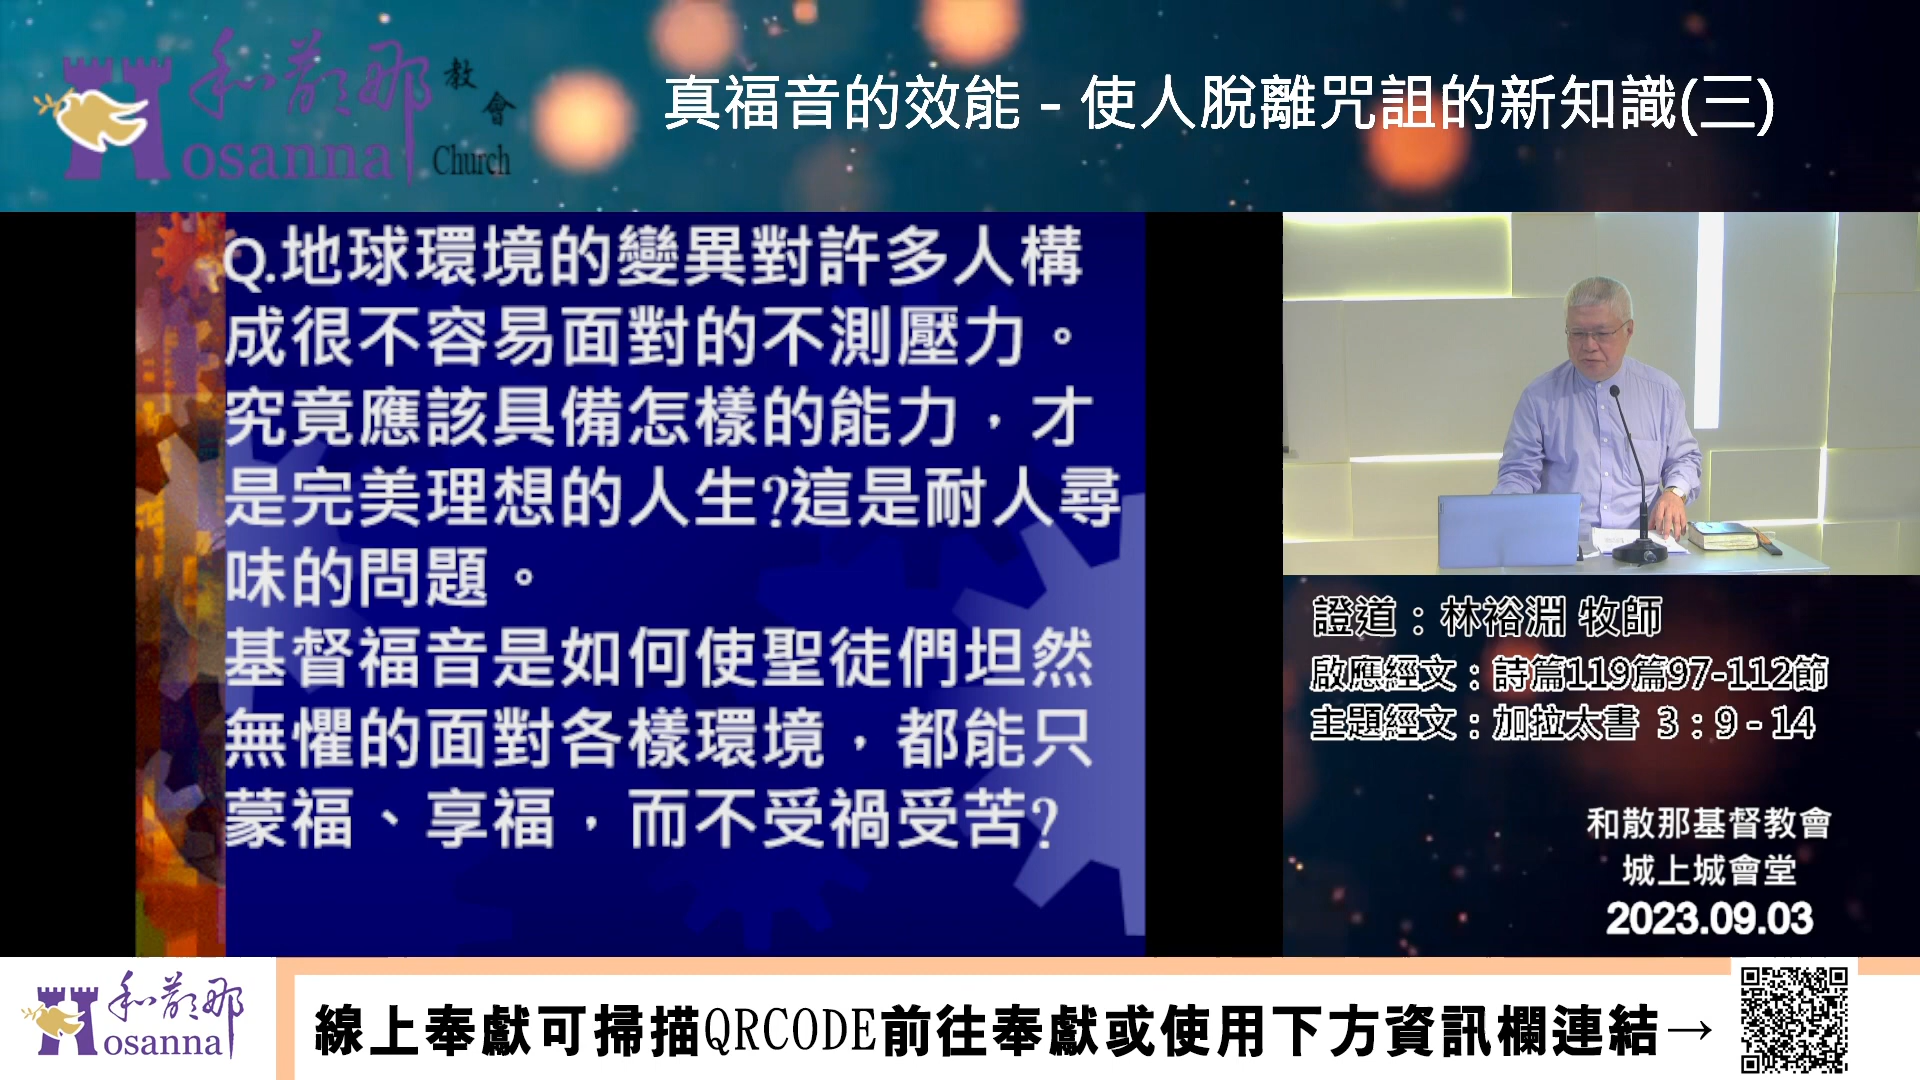 和散那
教會
Hosanna
Church
真福音的效能 - 使人脫離咒詛的新知識(三)
Q.地球環境的變異對許多人構
成很不容易面對的不測壓力。
究竟應該具備怎樣的能力，才
是完美理想的人生?這是耐人尋
味的問題。
基督福音是如何使聖徒們坦然
無懼的面對各樣環境，都能只
蒙福、享福，而不受禍受苦?
證道：林裕淵 牧師
啟應經文：詩篇119篇97-112節
主題經文：加拉太書 3：9 - 14
和散那基督教會
城上城會堂
2023.09.03
和散那
Hosanna
線上奉獻可掃描QRCODE前往奉獻或使用下方資訊欄連結→